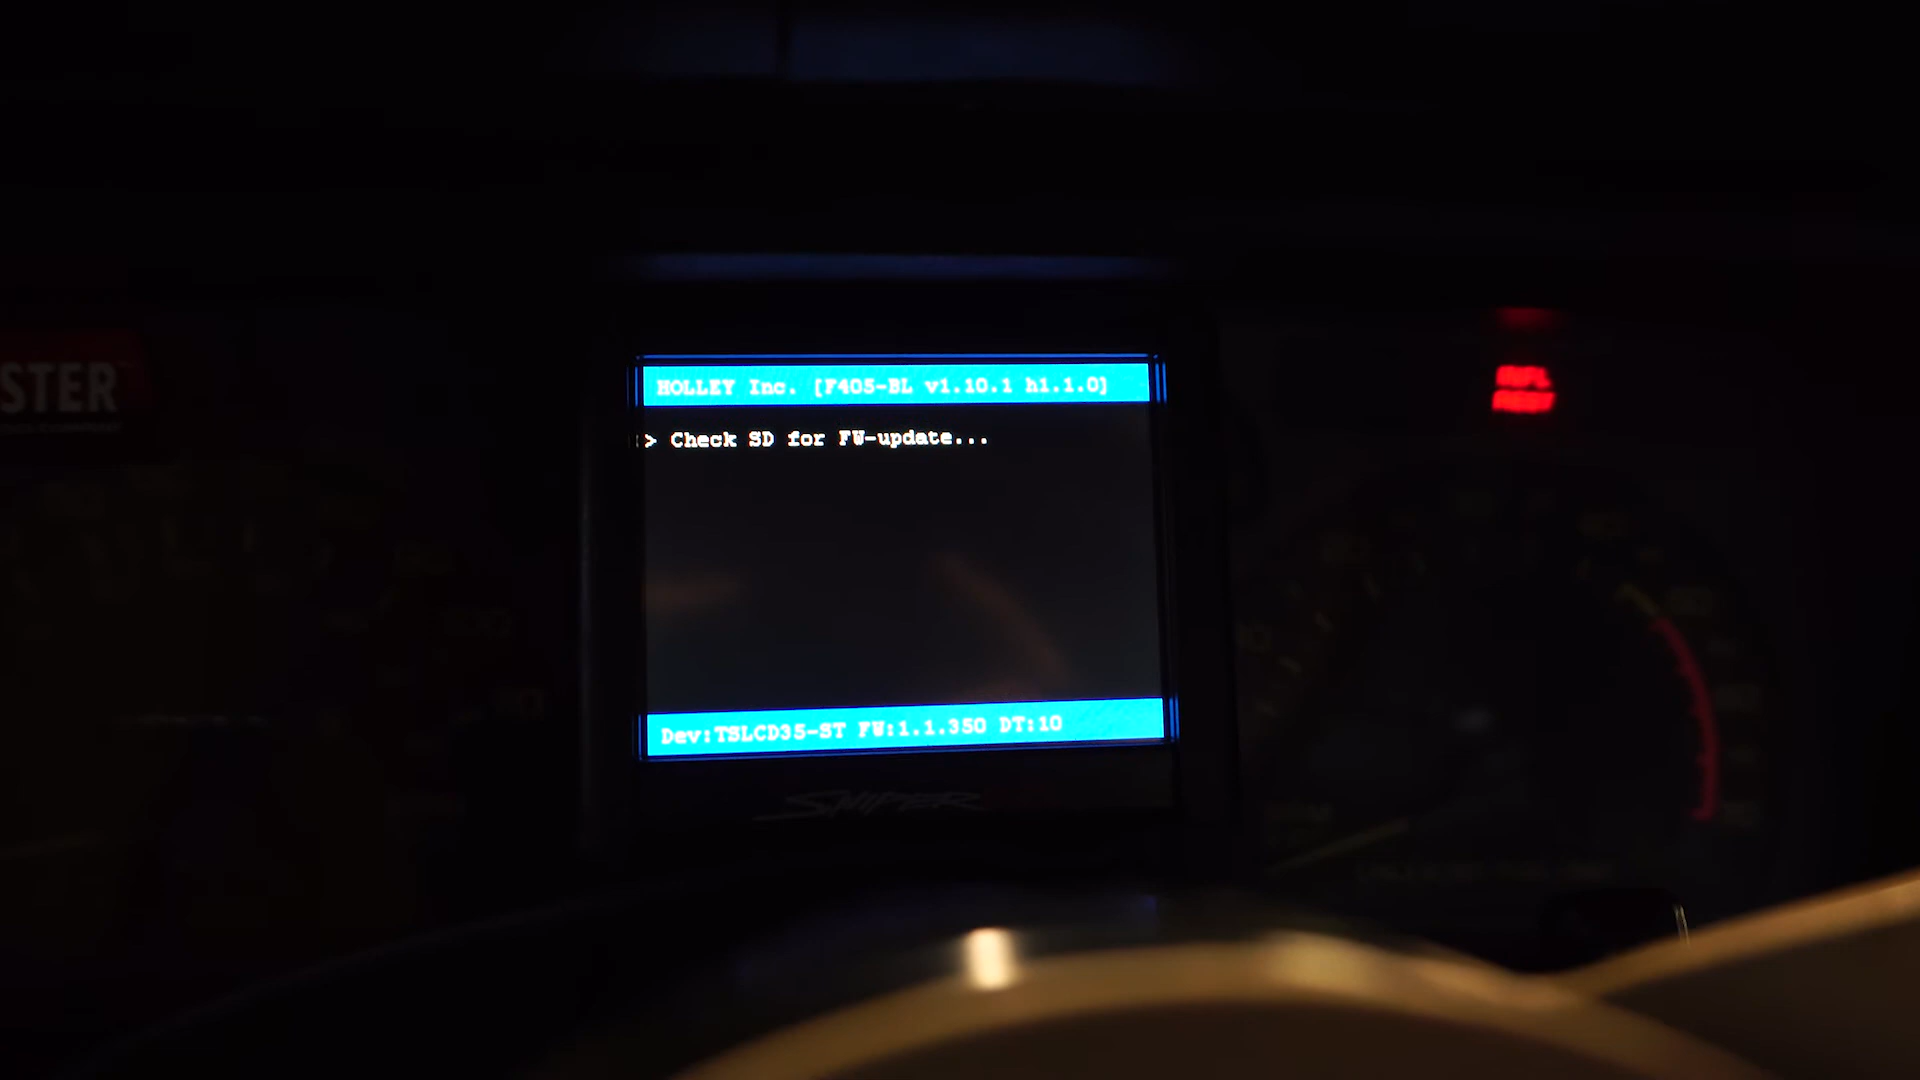 STER
HOLLEY Inc. [F405-BL v1.10.1 h1.1.0]
> Check SD for FW-update...
Dev:TSLCD35-ST FW:1.1.350 DT:10
SNIPER